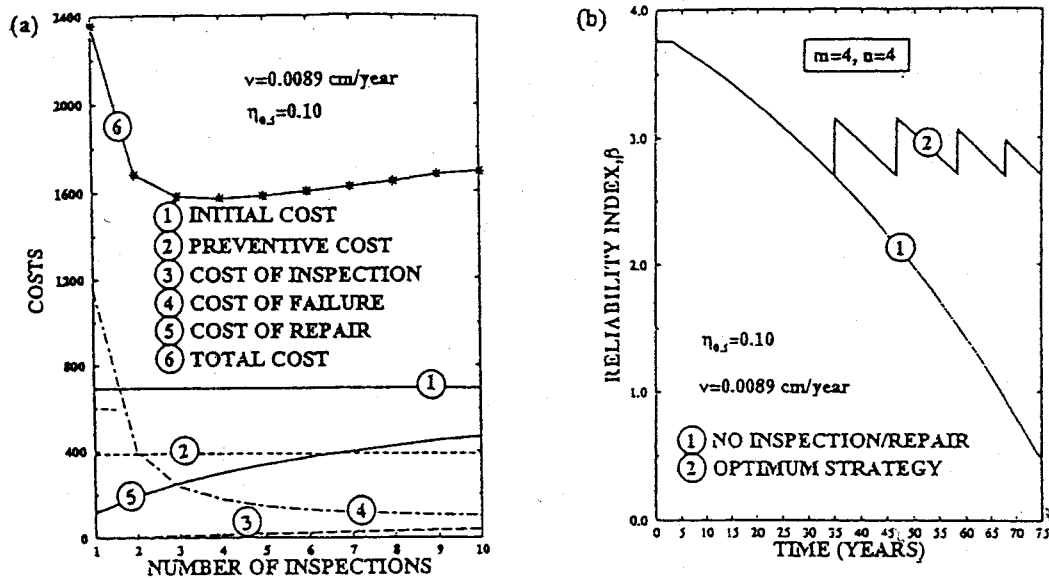 (a)
2400
2000
1600
1200
800
400
0
COSTS
ν=0.0089 cm/year
η₀.₅=0.10
6
1 INITIAL COST
2 PREVENTIVE COST
3 COST OF INSPECTION
4 COST OF FAILURE
5 COST OF REPAIR
6 TOTAL COST
1
2
5
3
4
1 2 3 4 5 6 7 8 9 10
NUMBER OF INSPECTIONS
(b)
4.0
3.0
2.0
1.0
0.0
RELIABILITY INDEX, β
m=4, n=4
2
1
η₀.₅=0.10
ν=0.0089 cm/year
1 NO INSPECTION/REPAIR
2 OPTIMUM STRATEGY
0 5 10 15 20 25 30 35 40 45 50 55 60 65 70 75
TIME (YEARS)